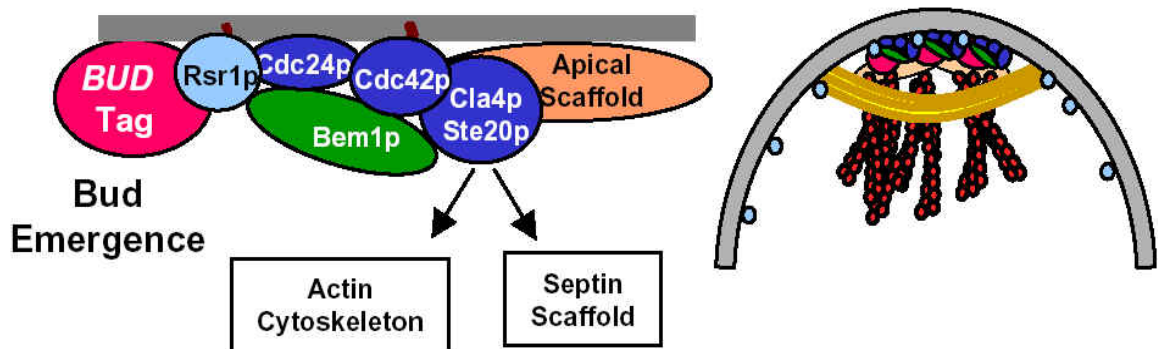 BUD
Tag
Rsr1p
Cdc24p
Cdc42p
Bem1p
Cla4p
Ste20p
Apical
Scaffold
Bud
Emergence
Actin
Cytoskeleton
Septin
Scaffold